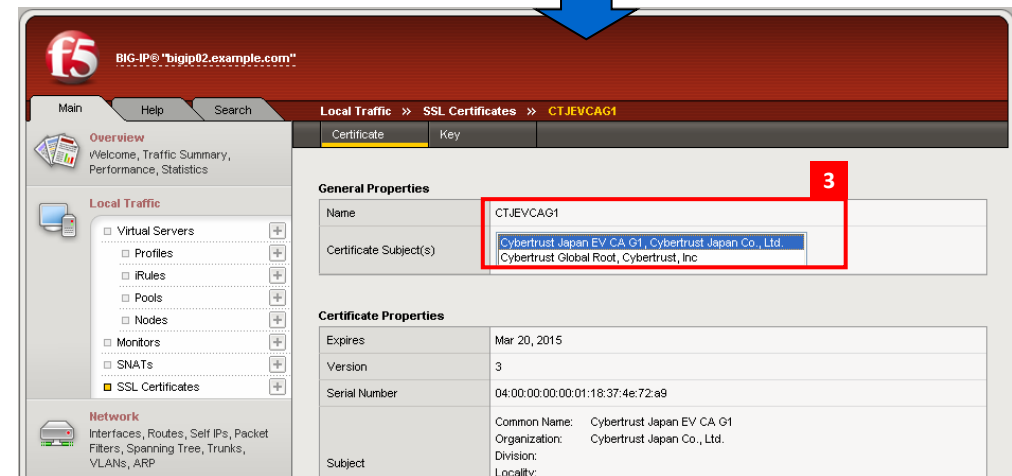 f5
BIG-IP® "bigip02.example.com"
Main
Help
Search
Local Traffic » SSL Certificates » CTJEVCAG1
Certificate
Key
Overview
Welcome, Traffic Summary,
Performance, Statistics
Local Traffic
Virtual Servers
Profiles
iRules
Pools
Nodes
Monitors
SNATs
SSL Certificates
Network
Interfaces, Routes, Self IPs, Packet
Filters, Spanning Tree, Trunks,
VLANs, ARP
3
General Properties
Name
CTJEVCAG1
Certificate Subject(s)
Cybertrust Japan EV CA G1, Cybertrust Japan Co., Ltd.
Cybertrust Global Root, Cybertrust, Inc
Certificate Properties
Expires
Mar 20, 2015
Version
3
Serial Number
04:00:00:00:00:01:18:37:4e:72:a9
Subject
Common Name: Cybertrust Japan EV CA G1
Organization: Cybertrust Japan Co., Ltd.
Division:
Locality: